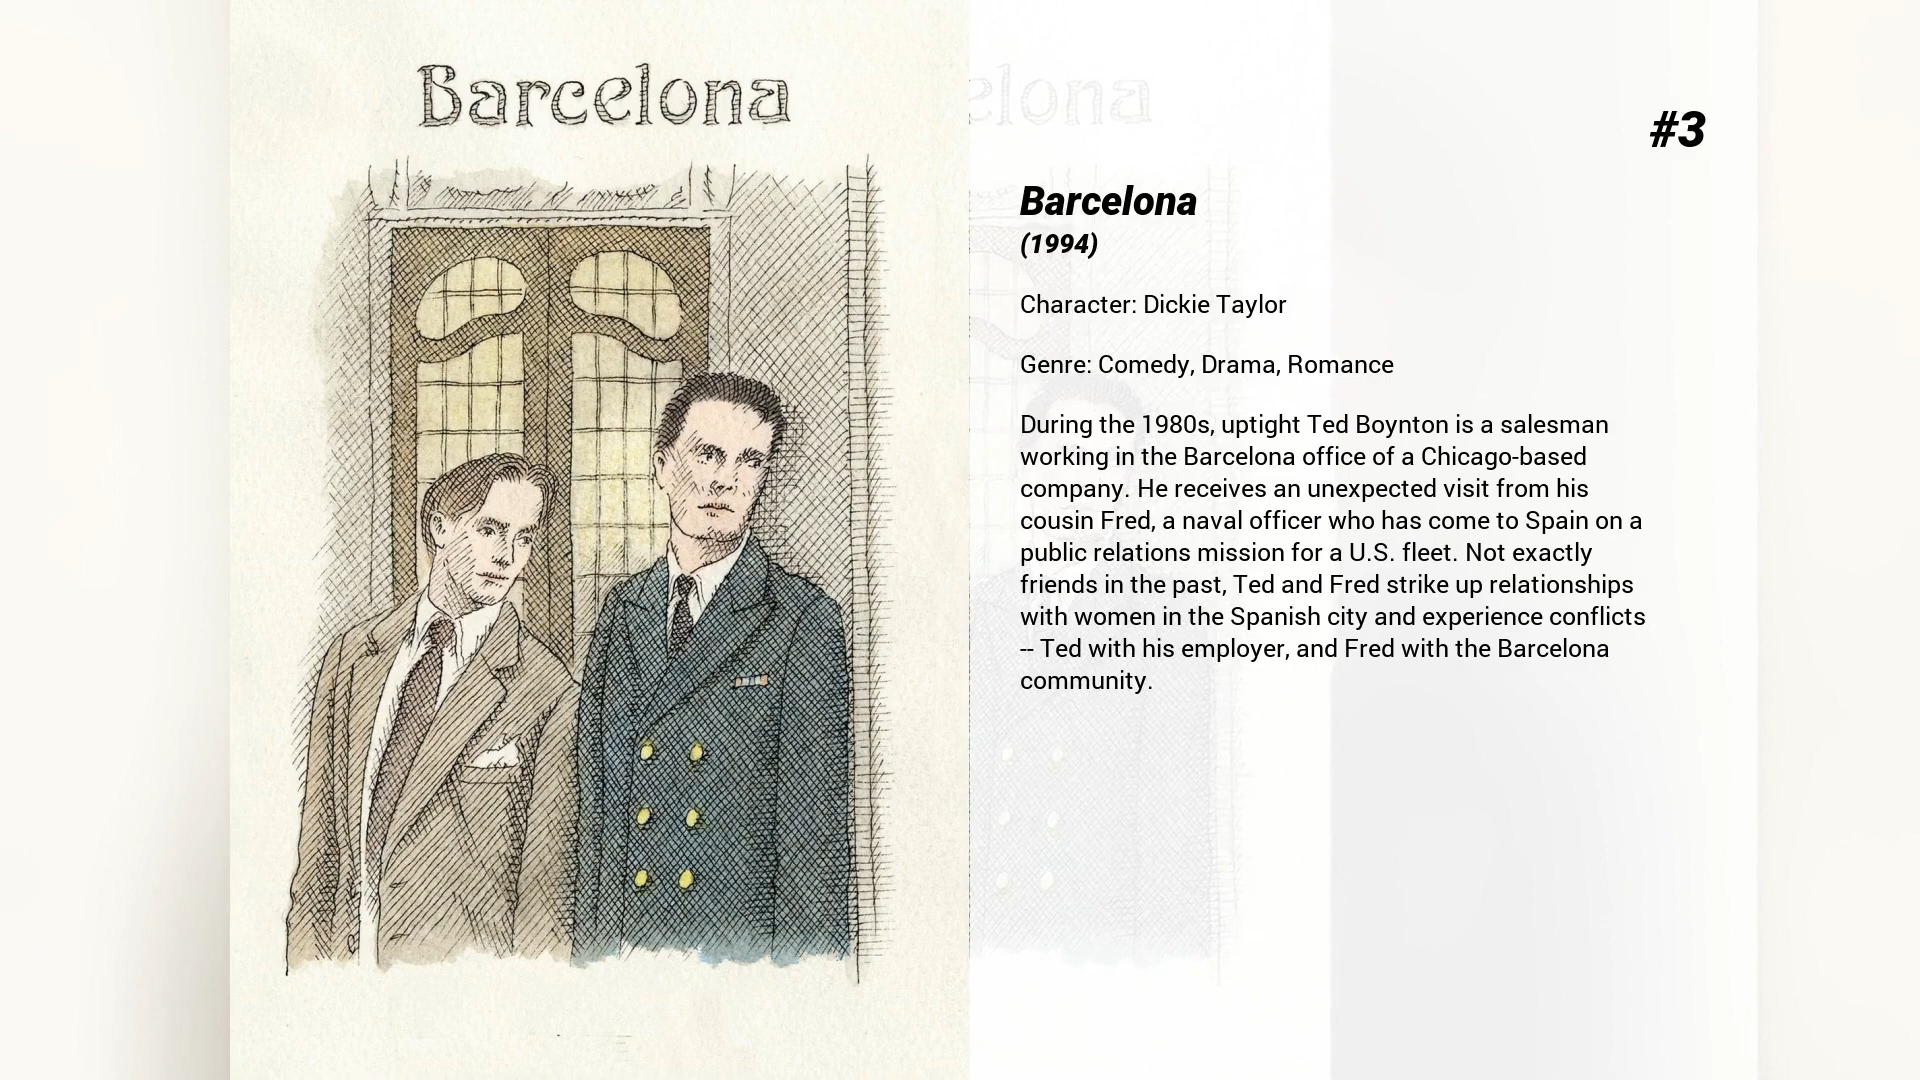 Barcelona
elona
#3
Barcelona
(1994)
Character: Dickie Taylor
Genre: Comedy, Drama, Romance
During the 1980s, uptight Ted Boynton is a salesman
working in the Barcelona office of a Chicago-based
company. He receives an unexpected visit from his
cousin Fred, a naval officer who has come to Spain on a
public relations mission for a U.S. fleet. Not exactly
friends in the past, Ted and Fred strike up relationships
with women in the Spanish city and experience conflicts
-- Ted with his employer, and Fred with the Barcelona
community.